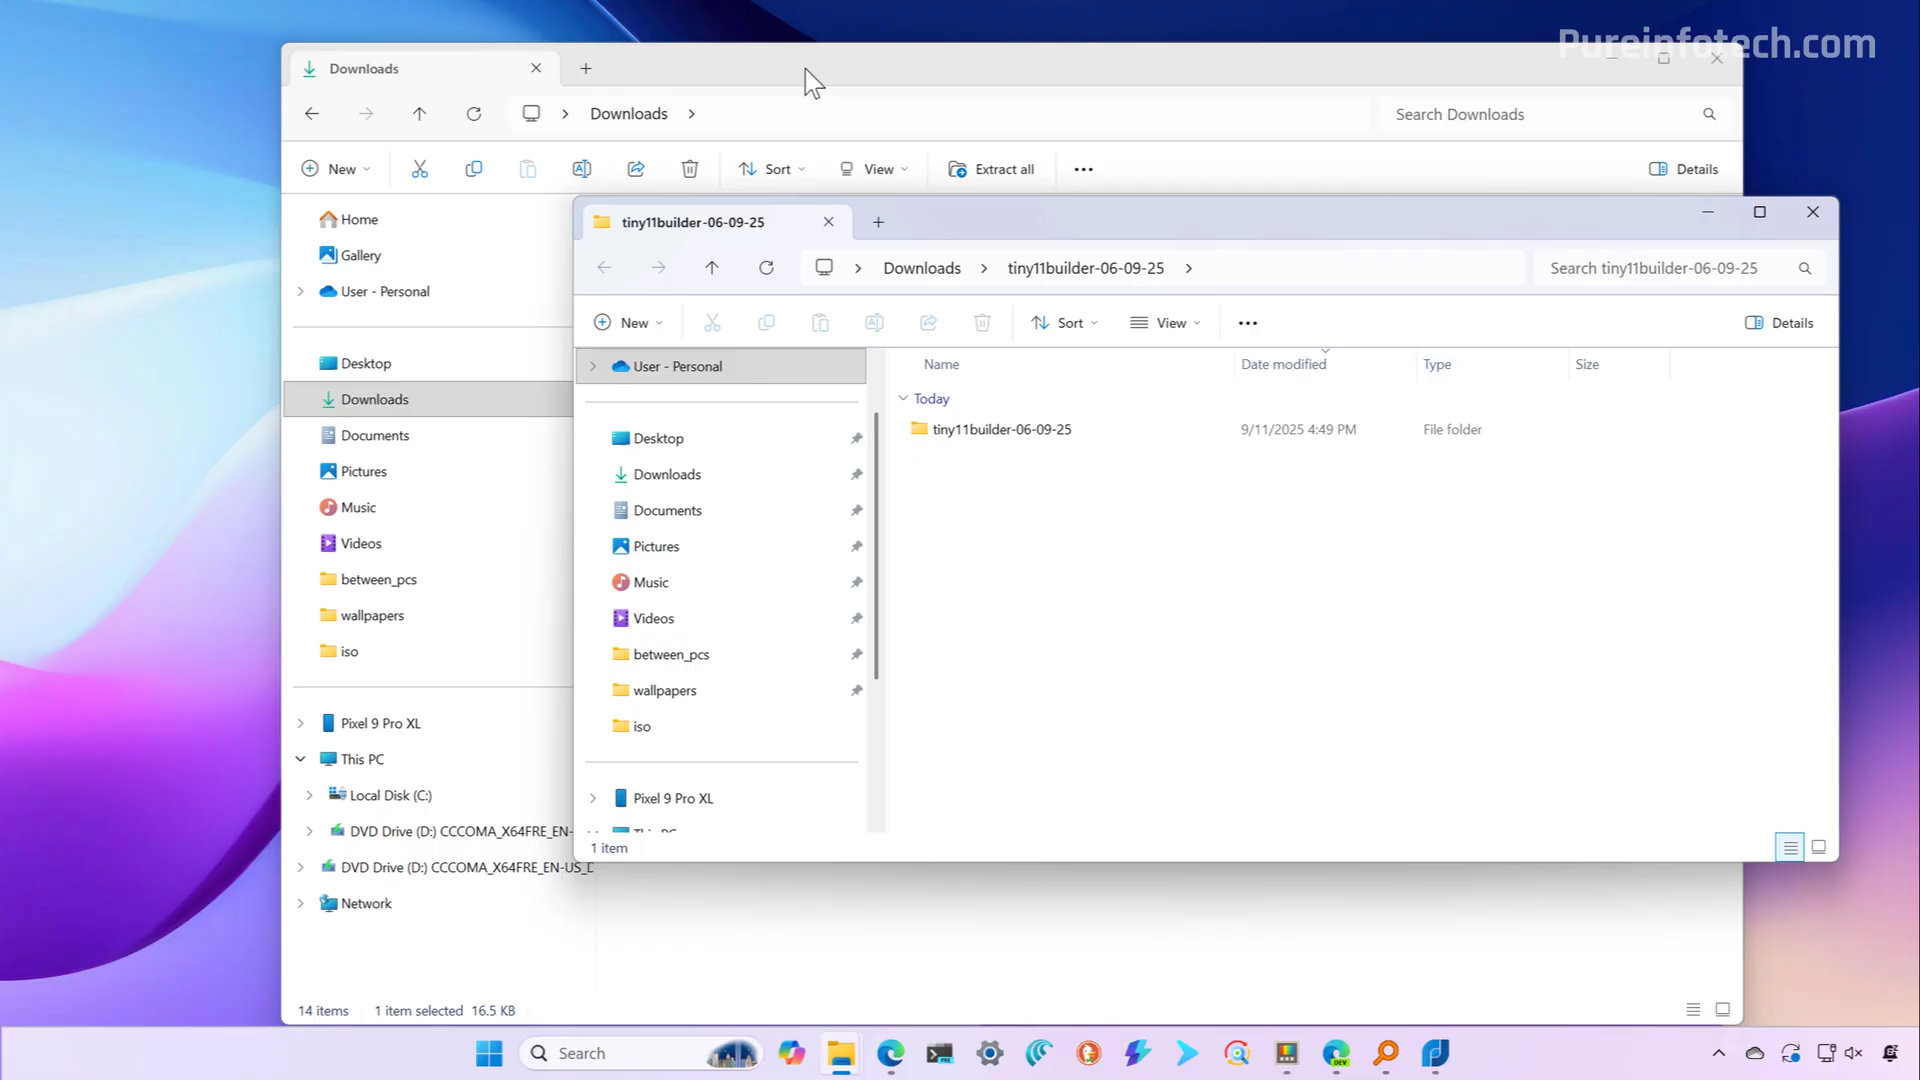 Pureinfotech.com
Downloads
Downloads
Search Downloads
New
Sort
View
Extract all
Details
Home
Gallery
User - Personal
Desktop
Downloads
Documents
Pictures
Music
Videos
between_pcs
wallpapers
iso
Pixel 9 Pro XL
This PC
Local Disk (C:)
DVD Drive (D:) CCCOMA_X64FRE_EN-
DVD Drive (D:) CCCOMA_X64FRE_EN-US_D
Network
14 items
1 item selected 16.5 KB
tiny11builder-06-09-25
Downloads
tiny11builder-06-09-25
Search tiny11builder-06-09-25
New
Sort
View
Details
User - Personal
Desktop
Downloads
Documents
Pictures
Music
Videos
between_pcs
wallpapers
iso
Pixel 9 Pro XL
This PC
Name
Date modified
Type
Size
Today
tiny11builder-06-09-25
9/11/2025 4:49 PM
File folder
1 item
Search
PRE
DEV